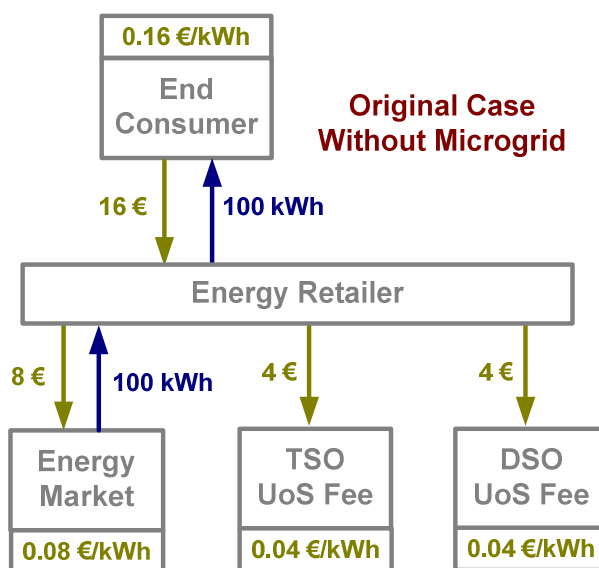 0.16 €/kWh
End
Consumer
Original Case
Without Microgrid
16 €
100 kWh
Energy Retailer
8 €
100 kWh
4 €
4 €
Energy
Market
TSO
UoS Fee
DSO
UoS Fee
0.08 €/kWh
0.04 €/kWh
0.04 €/kWh